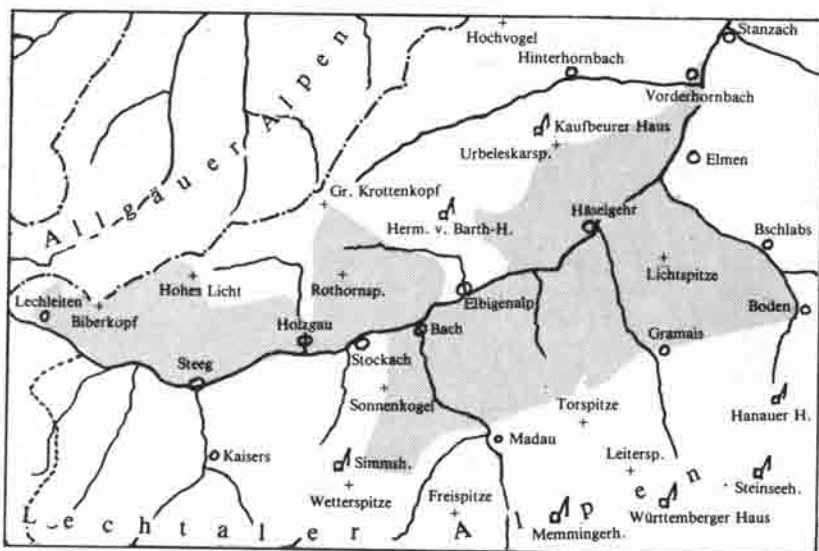 Hochvogel
Stanzach
Hinterhornbach
Vorderhornbach
Kaufbeurer Haus
Urbeleskarsp.
Elmen
Allgäuer Alpen
Gr. Krottenkopf
Herm. v. Barth-H.
Häselgehr
Bschlabs
Lechleiten
Biberkopf
Hohes Licht
Rothornsp.
Elbigenalp
Lichtspitze
Boden
Holzgau
Bach
Gramais
Steeg
Stockach
Sonnenkogel
Torspitze
Hanauer H.
Kaisers
Simmsh.
Madau
Leitersp.
Steinseeh.
Wetterspitze
Freispitze
Memmingerh.
Württemberger Haus
Lechtaler Alpen